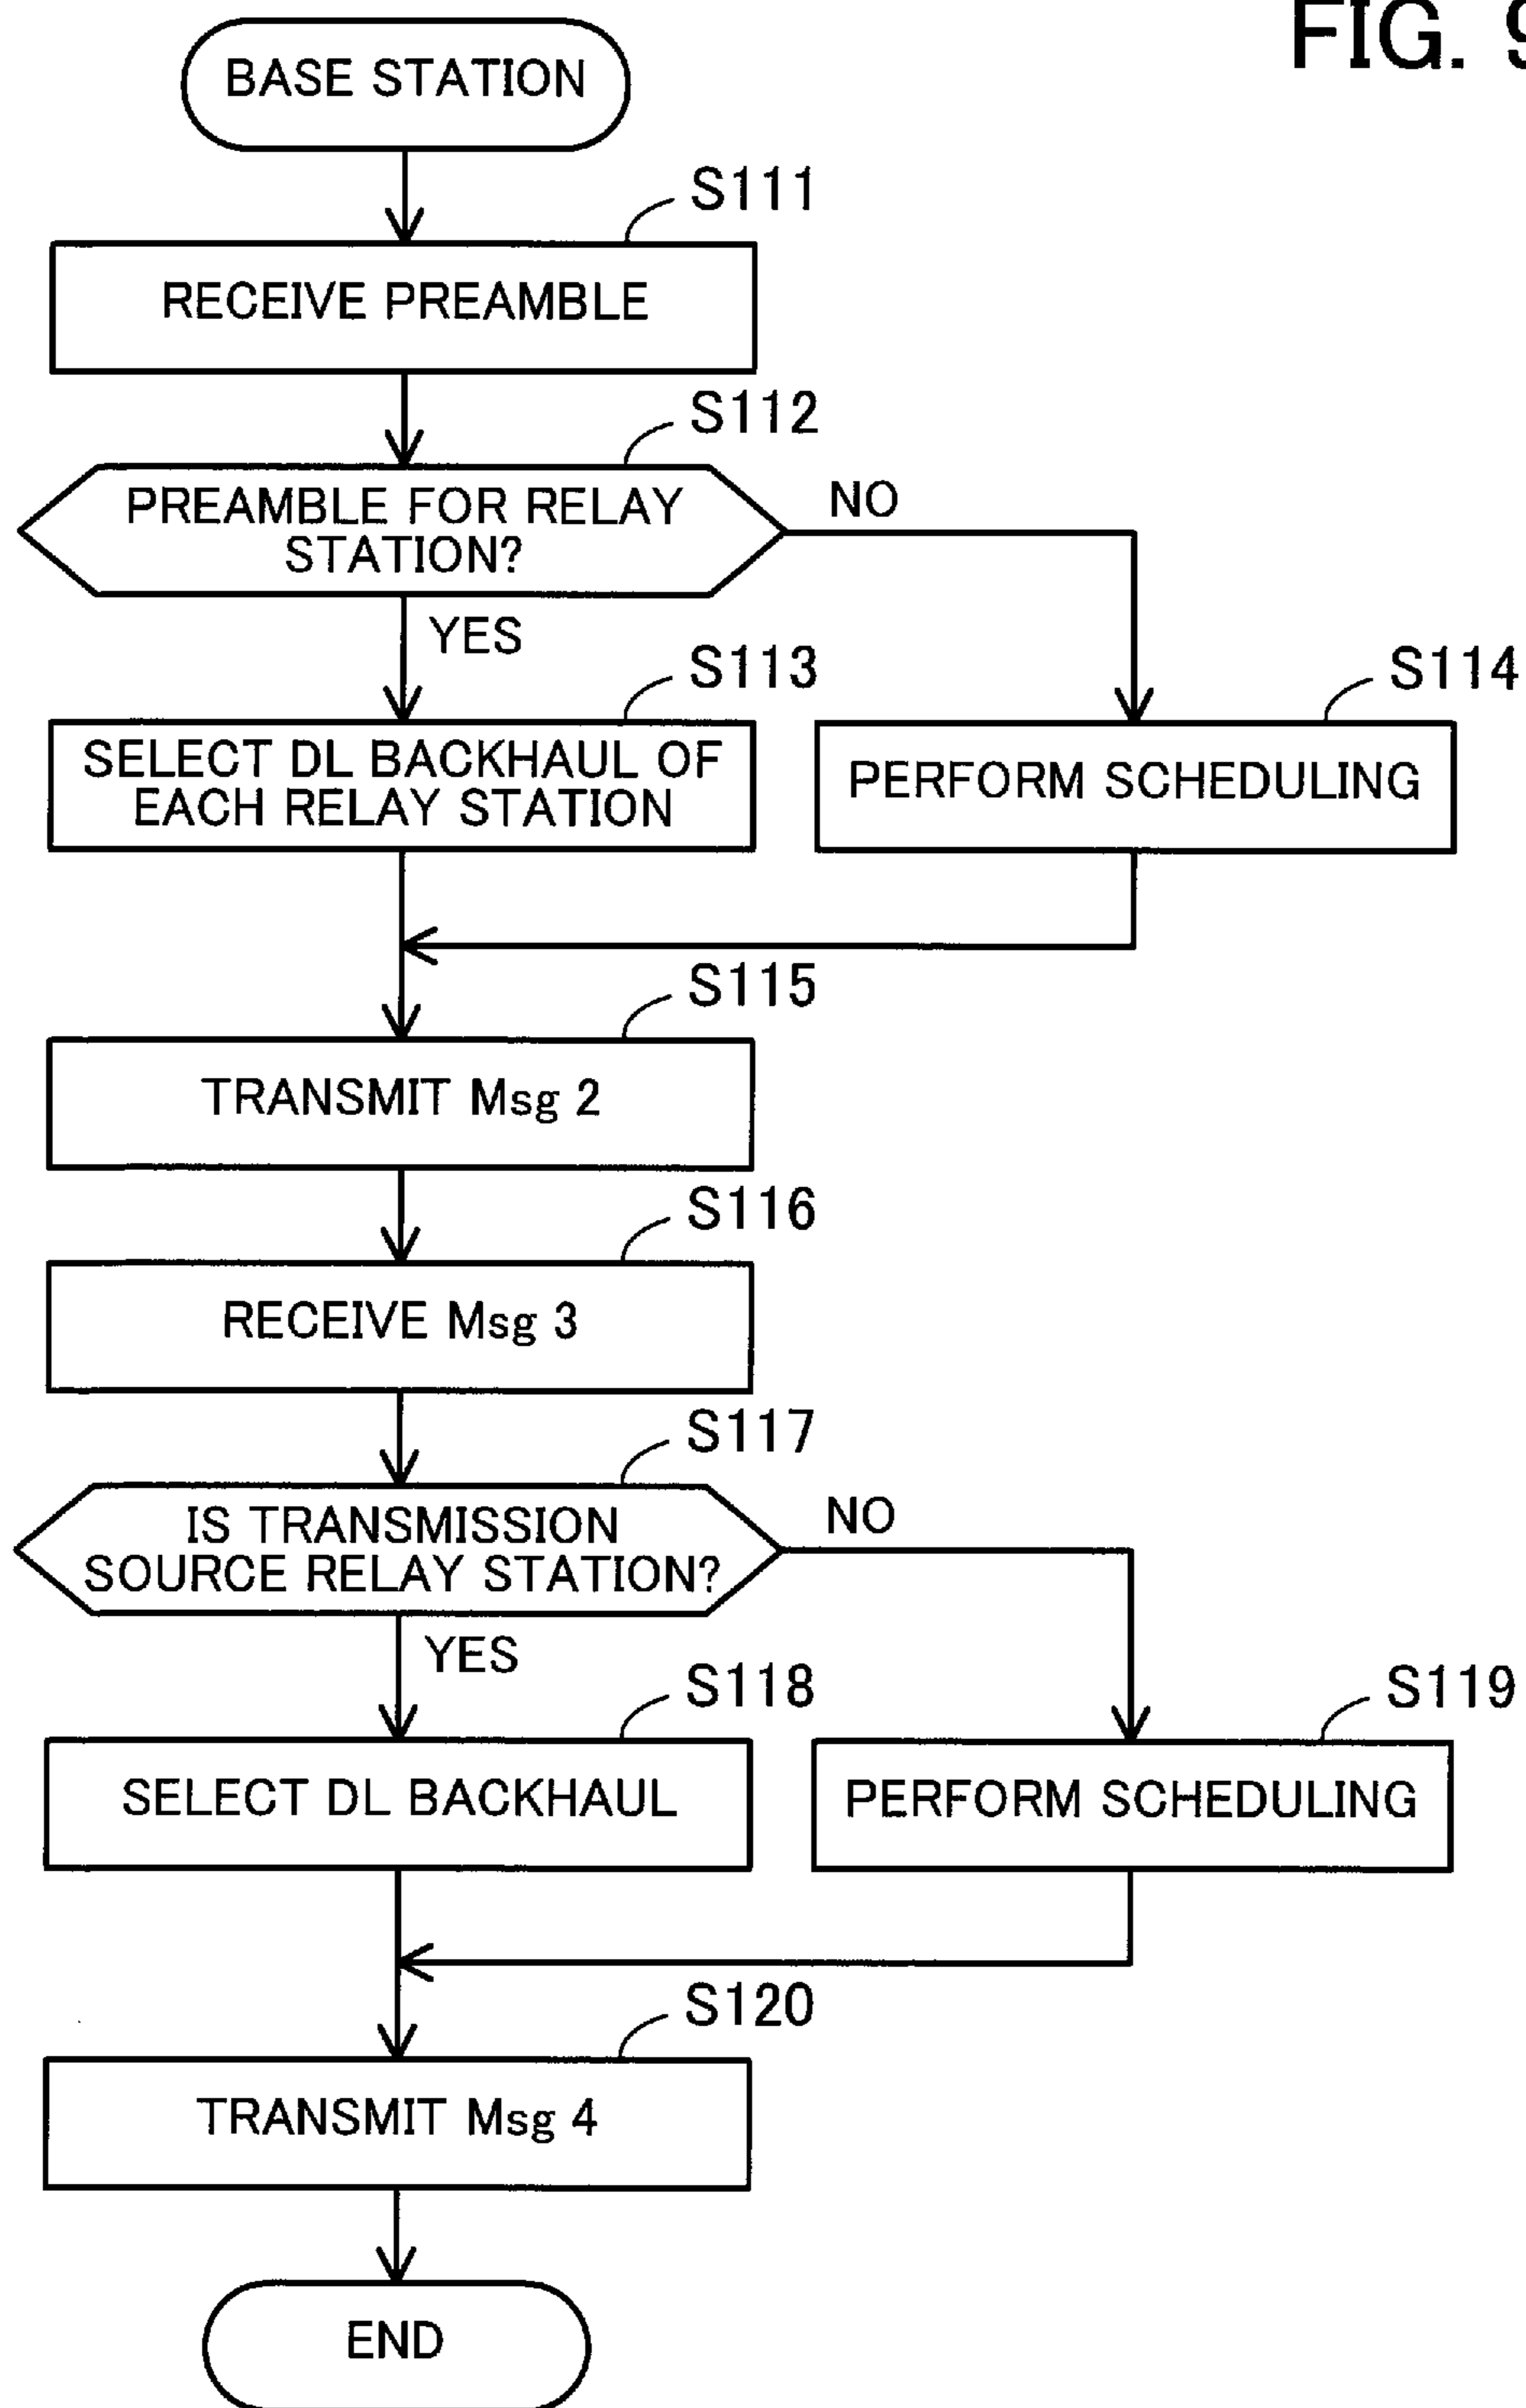 FIG. 9
BASE STATION
S111
RECEIVE PREAMBLE
S112
PREAMBLE FOR RELAY
STATION?
NO
YES
S113
SELECT DL BACKHAUL OF
EACH RELAY STATION
S114
PERFORM SCHEDULING
S115
TRANSMIT Msg 2
S116
RECEIVE Msg 3
S117
IS TRANSMISSION
SOURCE RELAY STATION?
NO
YES
S118
SELECT DL BACKHAUL
S119
PERFORM SCHEDULING
S120
TRANSMIT Msg 4
END